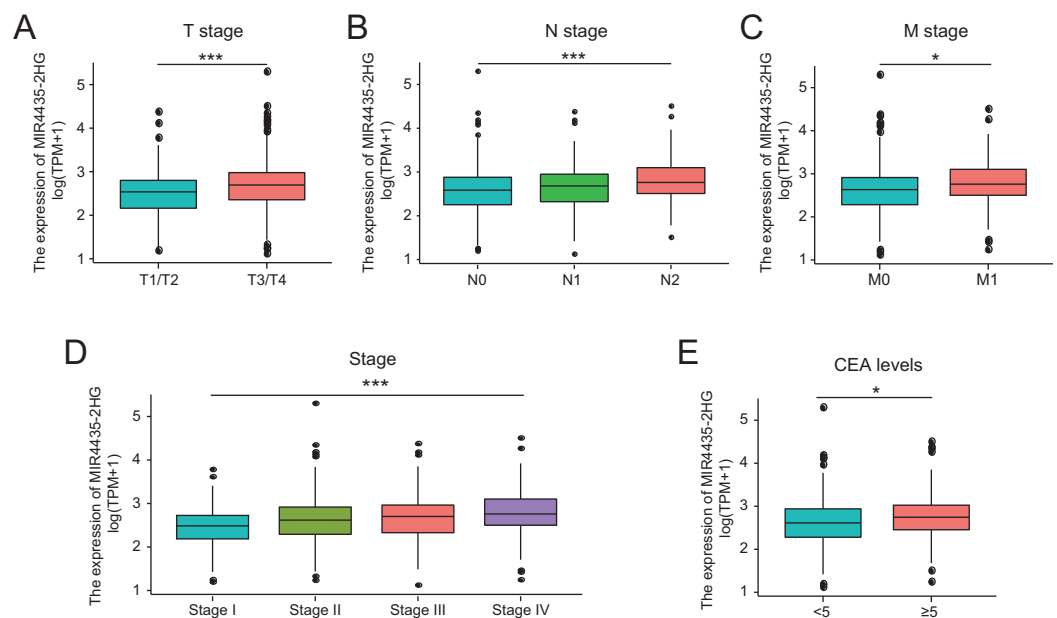 A
T stage
***
The expression of MIR4435-2HG
log(TPM+1)
5
4
3
2
1
T1/T2
T3/T4
B
N stage
***
The expression of MIR4435-2HG
log(TPM+1)
5
4
3
2
1
N0
N1
N2
C
M stage
*
The expression of MIR4435-2HG
log(TPM+1)
5
4
3
2
1
M0
M1
D
Stage
***
The expression of MIR4435-2HG
log(TPM+1)
5
4
3
2
1
Stage I
Stage II
Stage III
Stage IV
E
CEA levels
*
The expression of MIR4435-2HG
log(TPM+1)
5
4
3
2
1
<5
≥5